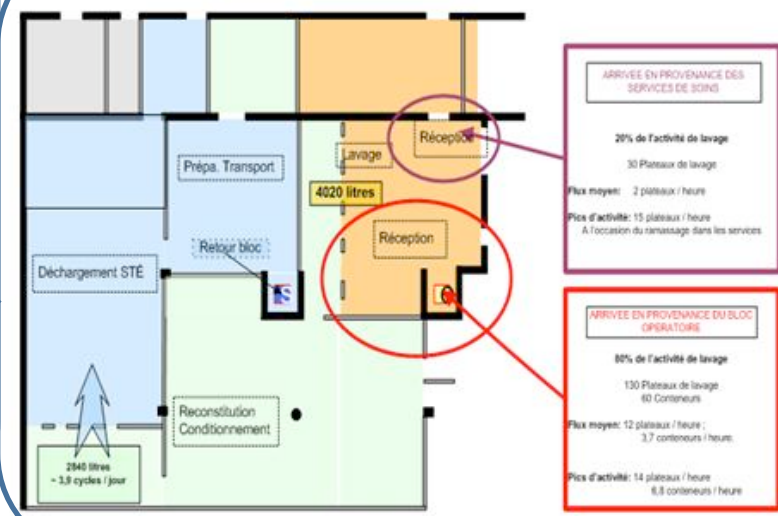 Réception
Lavage
Prépa. Transport
4020 litres
Réception
Retour bloc
Déchargement STÉ
Reconstitution
Conditionnement
2840 litres
~ 3,9 cycles / jour
ARRIVEE EN PROVENANCE DES
SERVICES DE SOINS
20% de l'activité de lavage
30 Plateaux de lavage
Flux moyen: 2 plateaux / heure
Pics d'activité: 15 plateaux / heure
A l'occasion du ramassage dans les services
ARRIVEE EN PROVENANCE DU BLOC
OPERATOIRE
80% de l'activité de lavage
130 Plateaux de lavage
60 Conteneurs
Flux moyen: 12 plateaux / heure ;
3,7 conteneurs / heure.
Pics d'activité: 14 plateaux / heure
6,8 conteneurs / heure